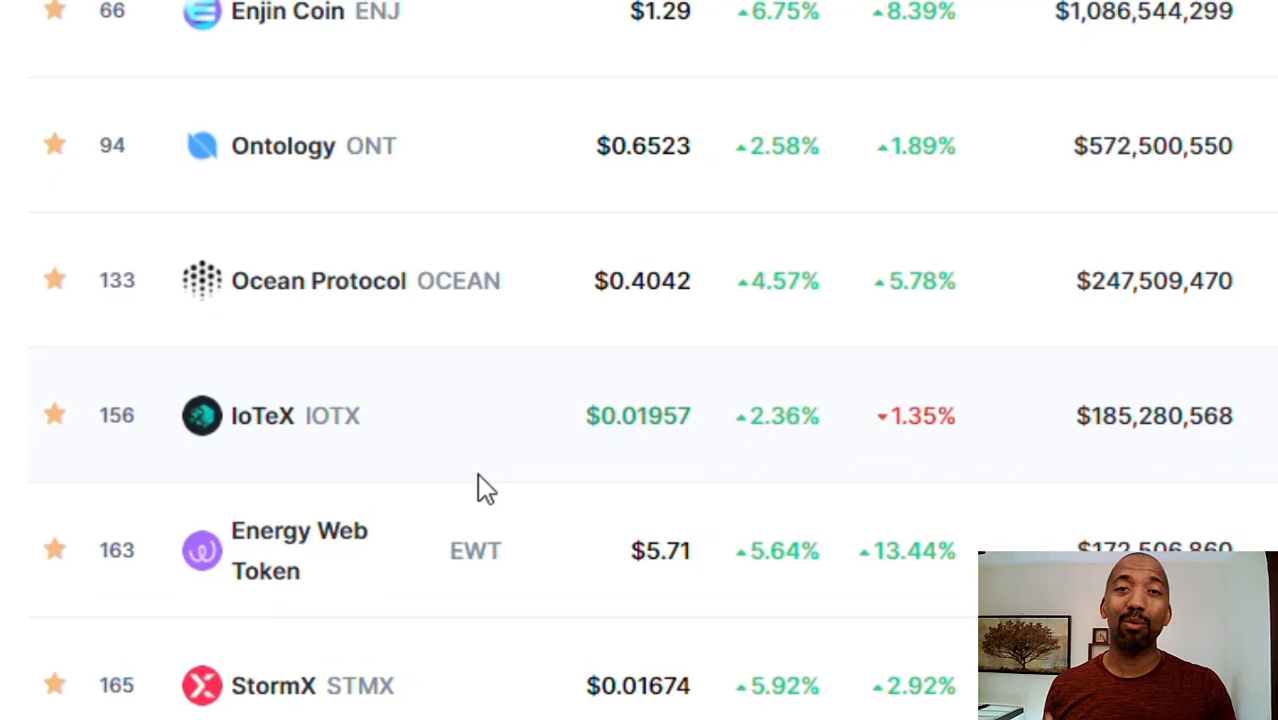 66 Enjin Coin ENJ $1.29 6.75% 8.39% $1,086,544,299
94 Ontology ONT $0.6523 2.58% 1.89% $572,500,550
133 Ocean Protocol OCEAN $0.4042 4.57% 5.78% $247,509,470
156 IoTeX IOTX $0.01957 2.36% 1.35% $185,280,568
Energy Web
163 EWT $5.71 5.64% 13.44% $172,506,860
Token
165 StormX STMX $0.01674 5.92% 2.92%